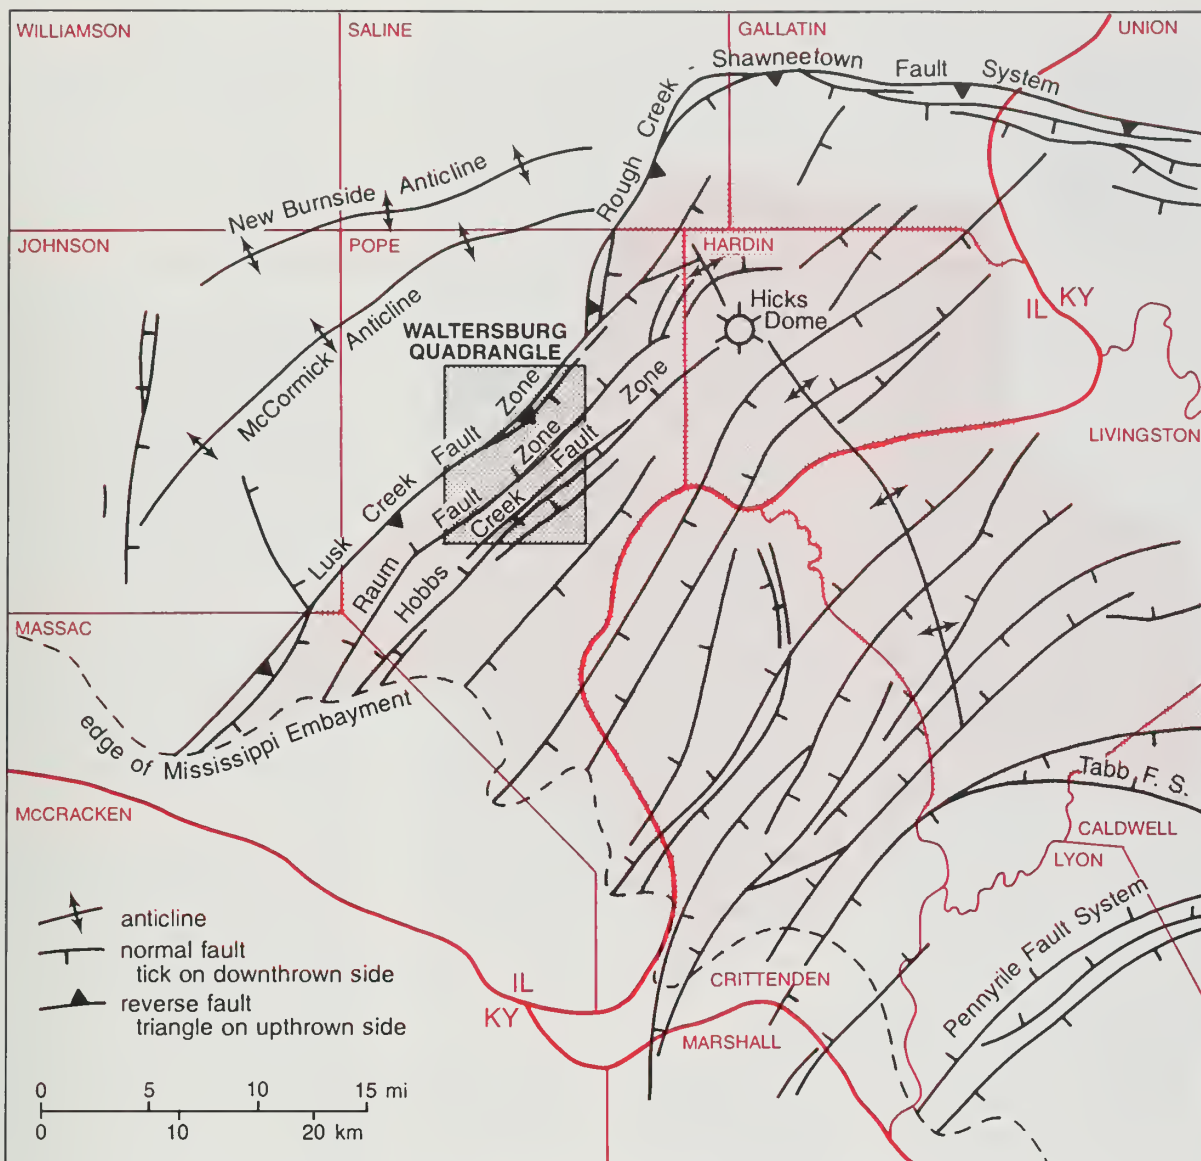 WILLIAMSON
SALINE
GALLATIN
UNION
Rough Creek - Shawneetown Fault System
New Burnside Anticline
JOHNSON
POPE
HARDIN
McCormick Anticline
Hicks
Dome
IL KY
WALTERSBURG
QUADRANGLE
LIVINGSTON
Lusk Creek Fault Zone
Raum Fault Zone
Hobbs Creek Fault Zone
MASSAC
edge of Mississippi Embayment
McCRACKEN
Tabb F. S.
CALDWELL
LYON
Pennyrile Fault System
CRITTENDEN
MARSHALL
IL
KY
anticline
normal fault
tick on downthrown side
reverse fault
triangle on upthrown side
0 5 10 15 mi
0 10 20 km